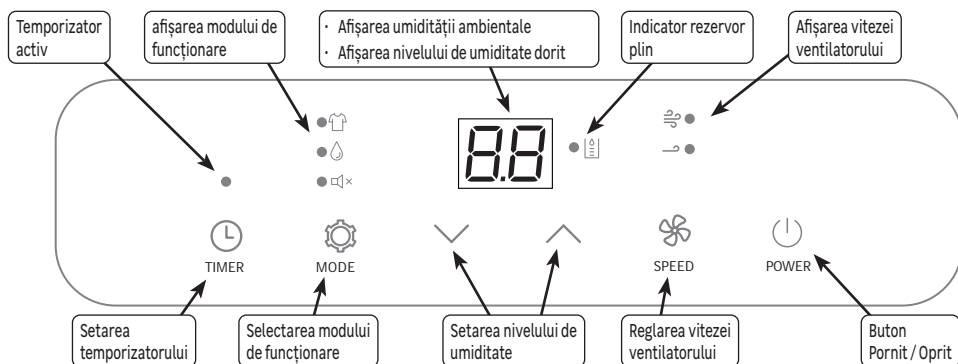 Temporizator
activ
afișarea modului de
funcționare
· Afișarea umidității ambientale
· Afișarea nivelului de umiditate dorit
Indicator rezervor
plin
Afișarea vitezei
ventilatorului
8.8
TIMER
MODE
SPEED
POWER
Setarea
temporizatorului
Selectarea modului
de funcționare
Setarea nivelului de
umiditate
Reglarea vitezei
ventilatorului
Buton
Pornit / Oprit